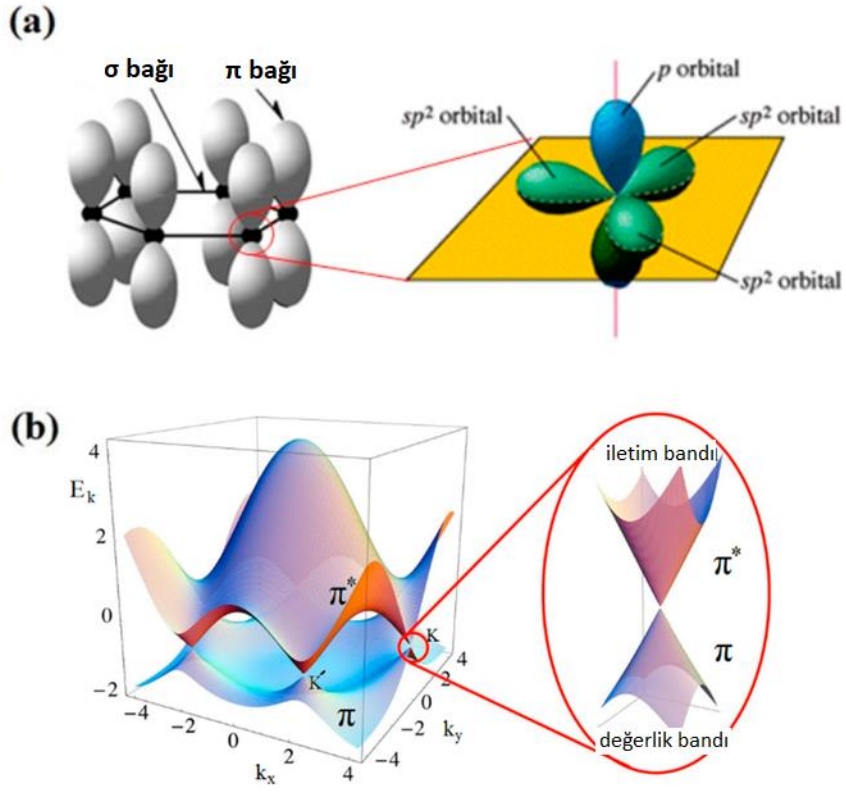 (a)
σ bağı
π bağı
p orbital
sp² orbital
sp² orbital
sp² orbital
(b)
4
E_k
2
0
−2
−4
−2
0
2
4
k_x
−4
−2
0
2
4
k_y
π*
π
K′
K
iletim bandı
π*
π
değerlik bandı